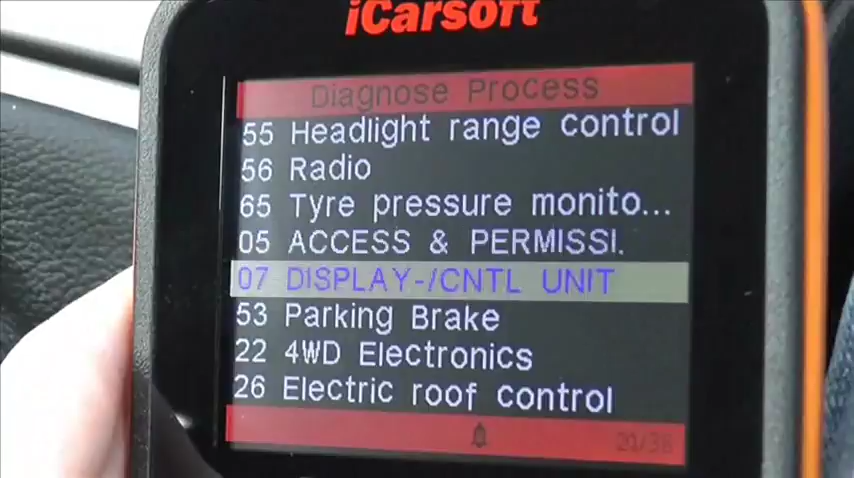 iCarsoft
Diagnose Process
55 Headlight range control
56 Radio
65 Tyre pressure monito...
05 ACCESS & PERMISSI.
07 DISPLAY-/CNTL UNIT
53 Parking Brake
22 4WD Electronics
26 Electric roof control